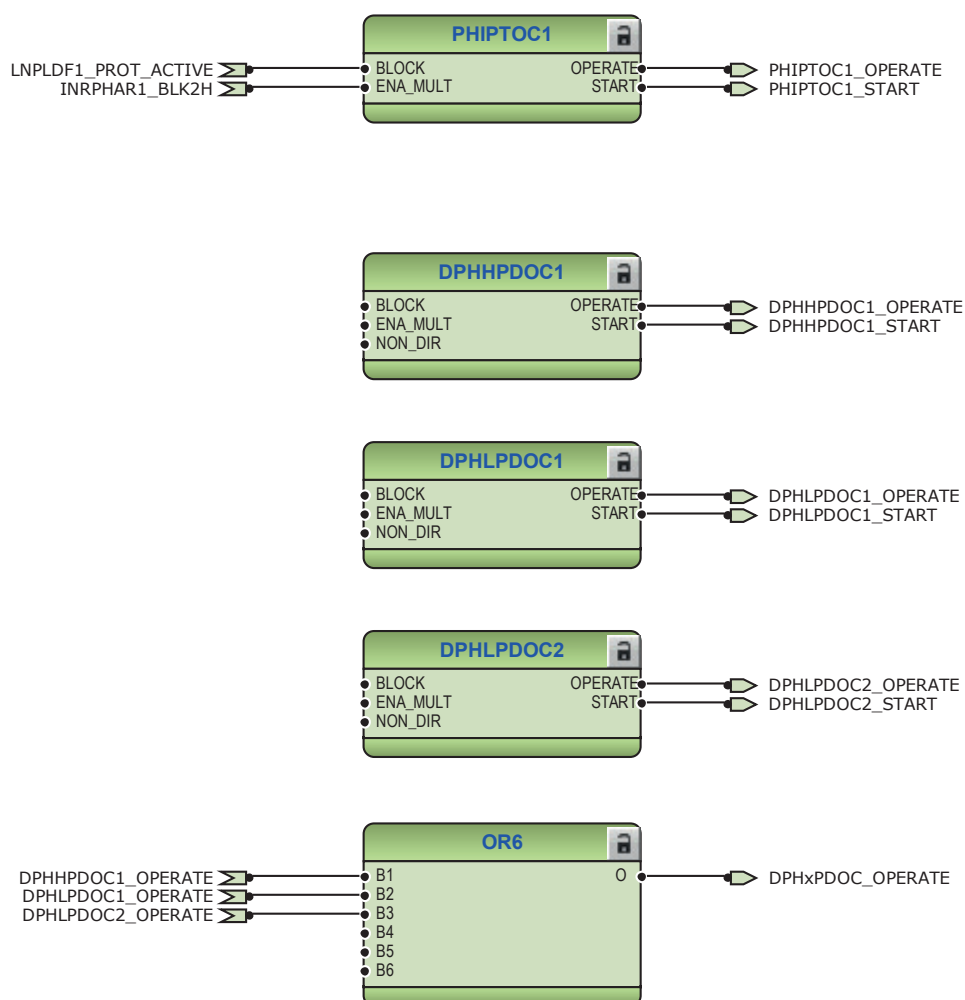 PHIPTOC1
LNPLDF1_PROT_ACTIVE BLOCK OPERATE PHIPTOC1_OPERATE
INRPHAR1_BLK2H ENA_MULT START PHIPTOC1_START
DPHHPDOC1
BLOCK OPERATE DPHHPDOC1_OPERATE
ENA_MULT START DPHHPDOC1_START
NON_DIR
DPHLPDOC1
BLOCK OPERATE DPHLPDOC1_OPERATE
ENA_MULT START DPHLPDOC1_START
NON_DIR
DPHLPDOC2
BLOCK OPERATE DPHLPDOC2_OPERATE
ENA_MULT START DPHLPDOC2_START
NON_DIR
OR6
DPHHPDOC1_OPERATE B1 O DPHxPDOC_OPERATE
DPHLPDOC1_OPERATE B2
DPHLPDOC2_OPERATE B3
B4
B5
B6